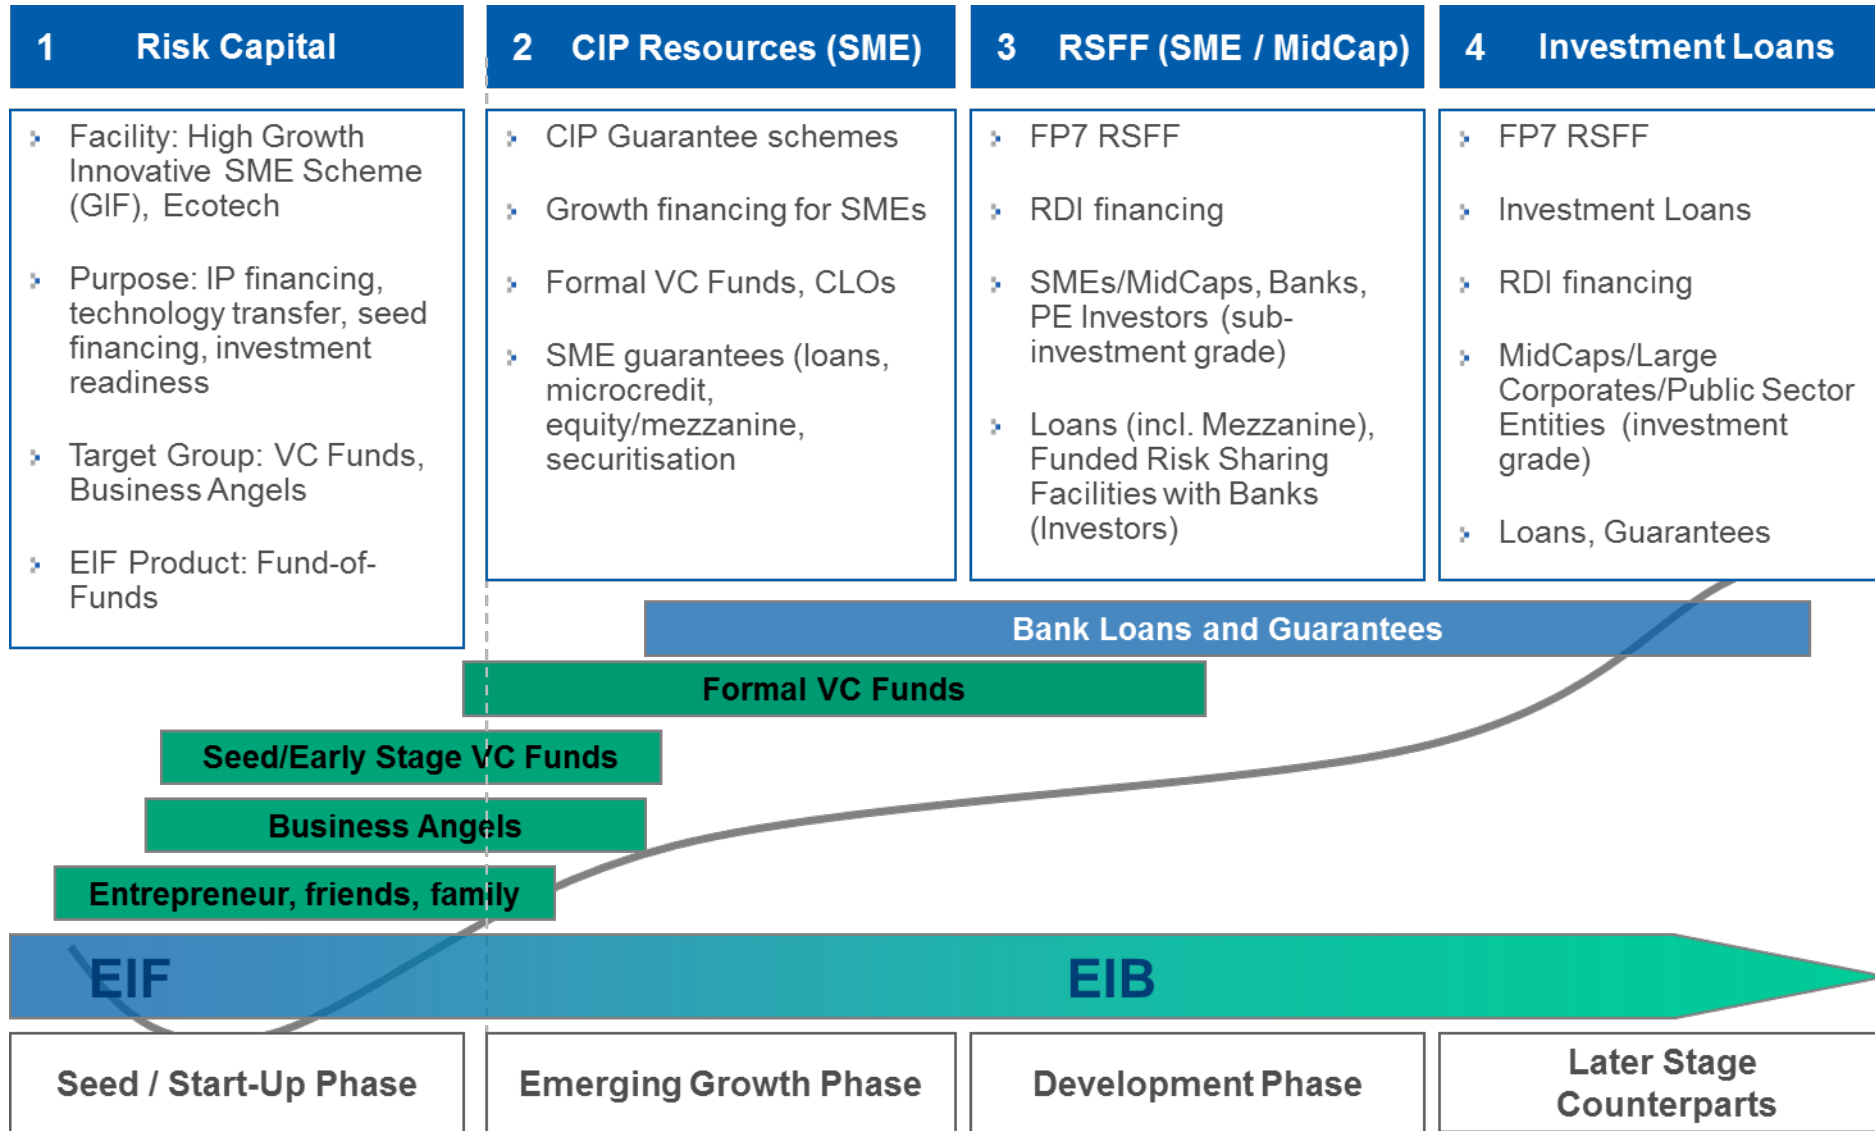 1 Risk Capital
Facility: High Growth
Innovative SME Scheme
(GIF), Ecotech
Purpose: IP financing,
technology transfer, seed
financing, investment
readiness
Target Group: VC Funds,
Business Angels
EIF Product: Fund-of-
Funds
2 CIP Resources (SME)
CIP Guarantee schemes
Growth financing for SMEs
Formal VC Funds, CLOs
SME guarantees (loans,
microcredit,
equity/mezzanine,
securitisation
3 RSFF (SME / MidCap)
FP7 RSFF
RDI financing
SMEs/MidCaps, Banks,
PE Investors (sub-
investment grade)
Loans (incl. Mezzanine),
Funded Risk Sharing
Facilities with Banks
(Investors)
4 Investment Loans
FP7 RSFF
Investment Loans
RDI financing
MidCaps/Large
Corporates/Public Sector
Entities (investment
grade)
Loans, Guarantees
Bank Loans and Guarantees
Formal VC Funds
Seed/Early Stage VC Funds
Business Angels
Entrepreneur, friends, family
EIF
EIB
Seed / Start-Up Phase
Emerging Growth Phase
Development Phase
Later Stage
Counterparts